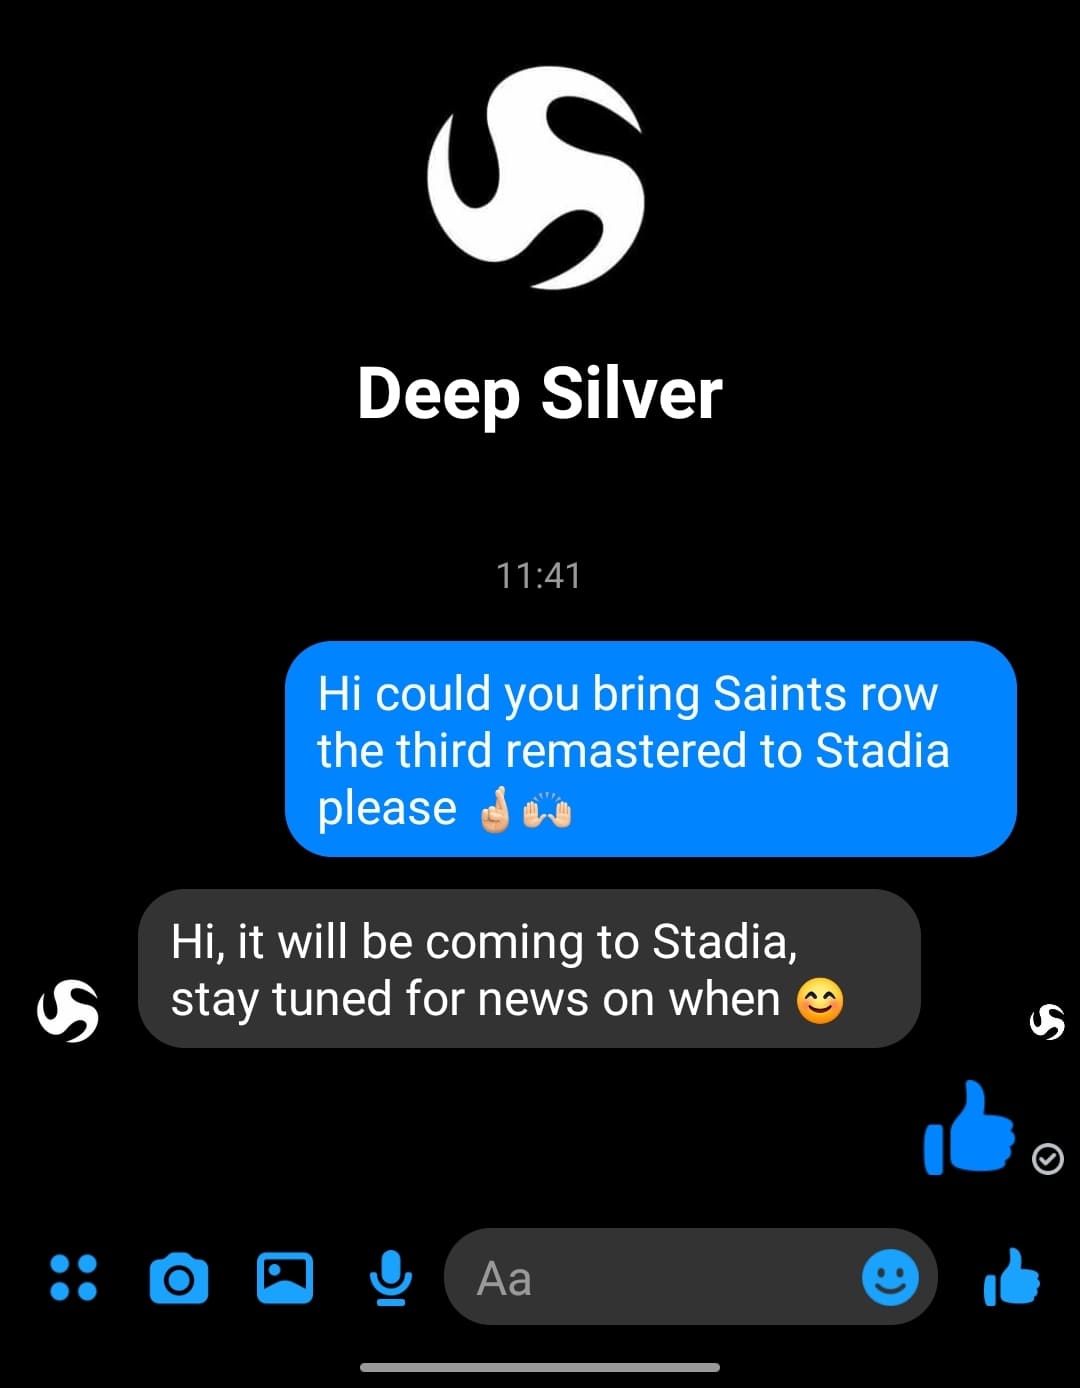 Deep Silver
11:41
Hi could you bring Saints row
the third remastered to Stadia
please 🤞🏻🙌🏻
Hi, it will be coming to Stadia,
stay tuned for news on when 😊
Aa